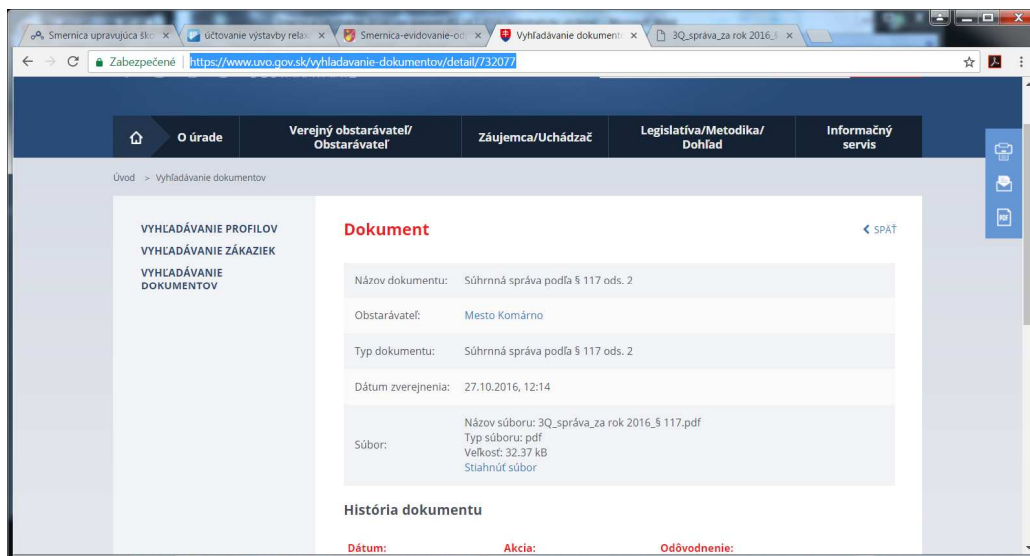 Smernica upravujúca ško
účtovanie výstavby relax
Smernica-evidovanie-od
Vyhľadávanie dokument
3Q_správa_za rok 2016_§
Zabezpečené
https://www.uvo.gov.sk/vyhladavanie-dokumentov/detail/732077
O úrade
Verejný obstarávateľ/
Obstarávateľ
Záujemca/Uchádzač
Legislatíva/Metodika/
Dohľad
Informačný
servis
Úvod > Vyhľadávanie dokumentov
VYHĽADÁVANIE PROFILOV
VYHĽADÁVANIE ZÁKAZIEK
VYHĽADÁVANIE
DOKUMENTOV
Dokument
SPÄŤ
Názov dokumentu: Súhrnná správa podľa § 117 ods. 2
Obstarávateľ: Mesto Komárno
Typ dokumentu: Súhrnná správa podľa § 117 ods. 2
Dátum zverejnenia: 27.10.2016, 12:14
Súbor:
Názov súboru: 3Q_správa_za rok 2016_§ 117.pdf
Typ súboru: pdf
Veľkosť: 32.37 kB
Stiahnúť súbor
PDF
História dokumentu
Dátum: Akcia: Odôvodnenie: